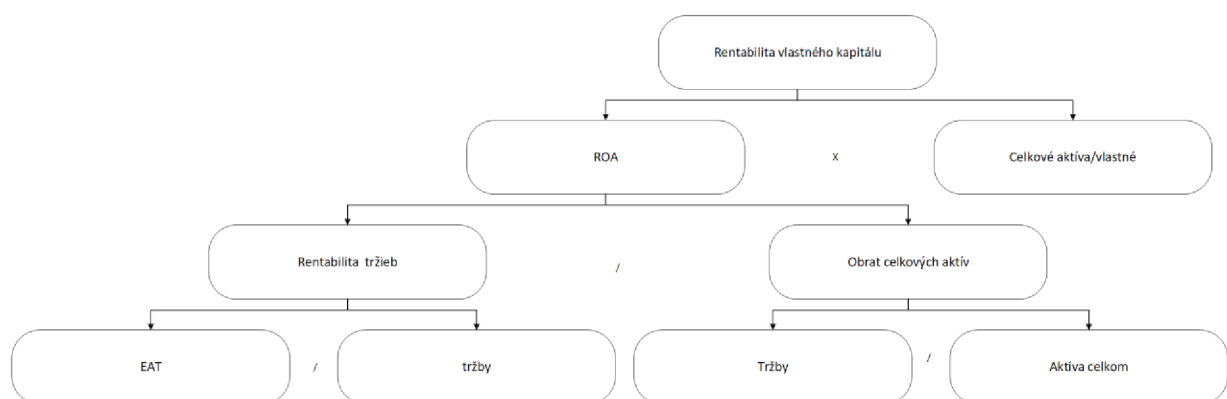 Rentabilita vlastného kapitálu
ROA
x
Celkové aktíva/vlastné
Rentabilita tržieb
/
Obrat celkových aktív
EAT
/
tržby
Tržby
/
Aktíva celkom